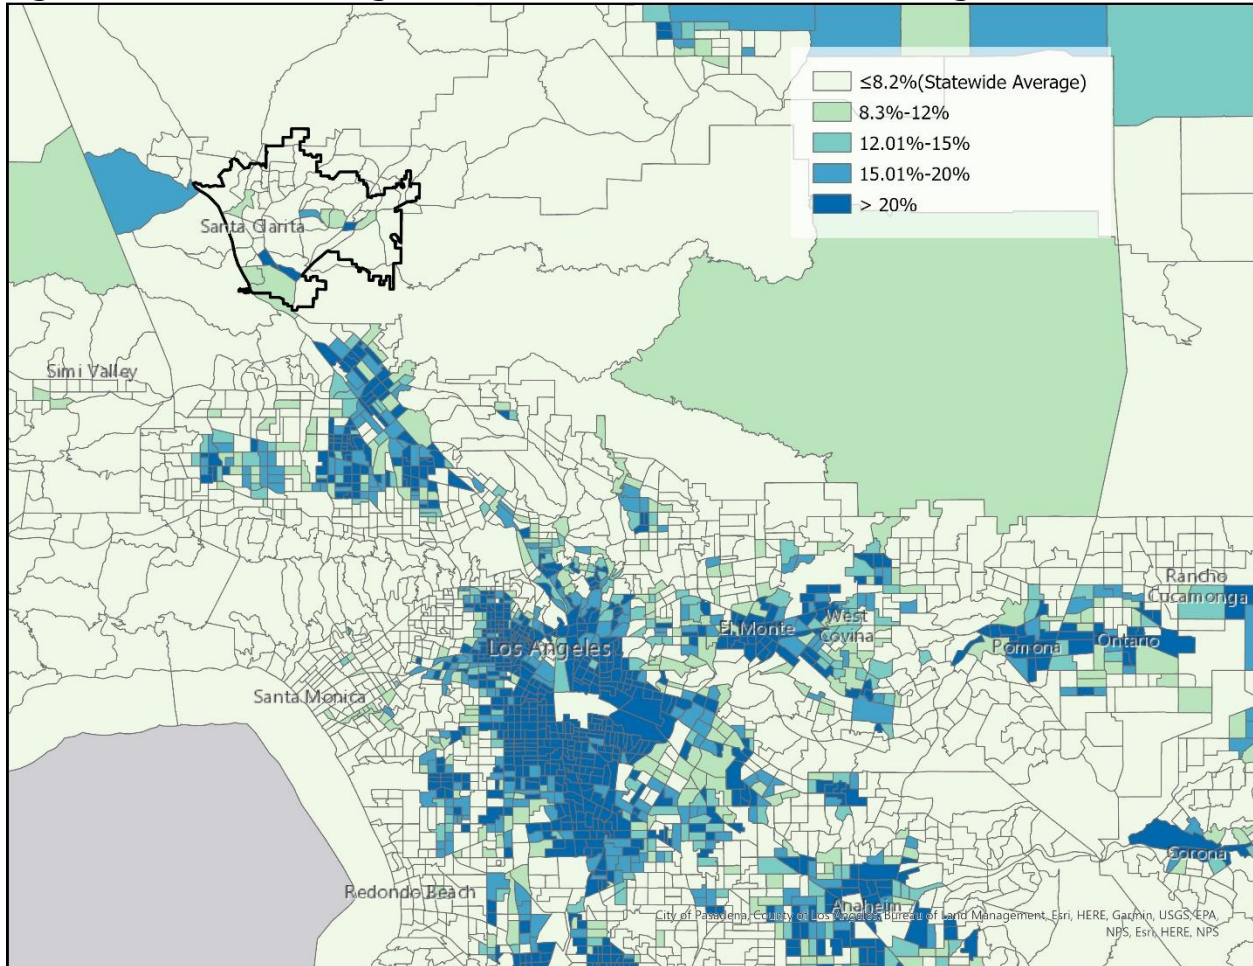 ≤8.2%(Statewide Average)
8.3%-12%
12.01%-15%
15.01%-20%
> 20%
Santa Clarita
Simi Valley
Rancho
Cucamonga
El Monte
West
Covina
Los Angeles
Pomona
Ontario
Santa Monica
Corona
Redondo Beach
Anaheim
City of Pasadena, County of Los Angeles, Bureau of Land Management, Esri, HERE, Garmin, USGS, EPA,
NPS, Esri, HERE, NPS